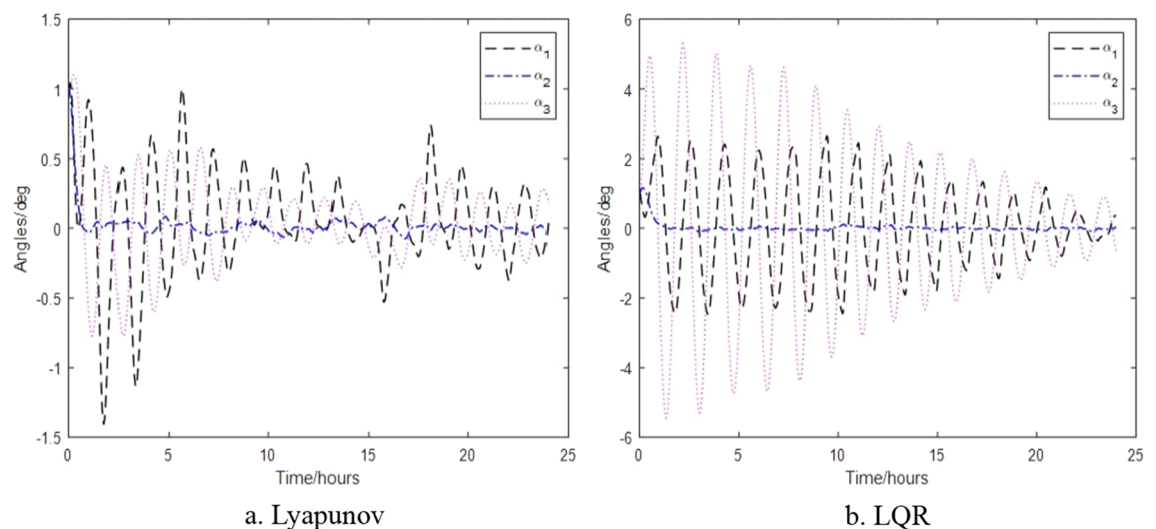 1.5
1
0.5
0
-0.5
-1
-1.5
Angles/deg
0 5 10 15 20 25
Time/hours
α1
α2
α3
a. Lyapunov
6
4
2
0
-2
-4
-6
Angles/deg
0 5 10 15 20 25
Time/hours
α1
α2
α3
b. LQR